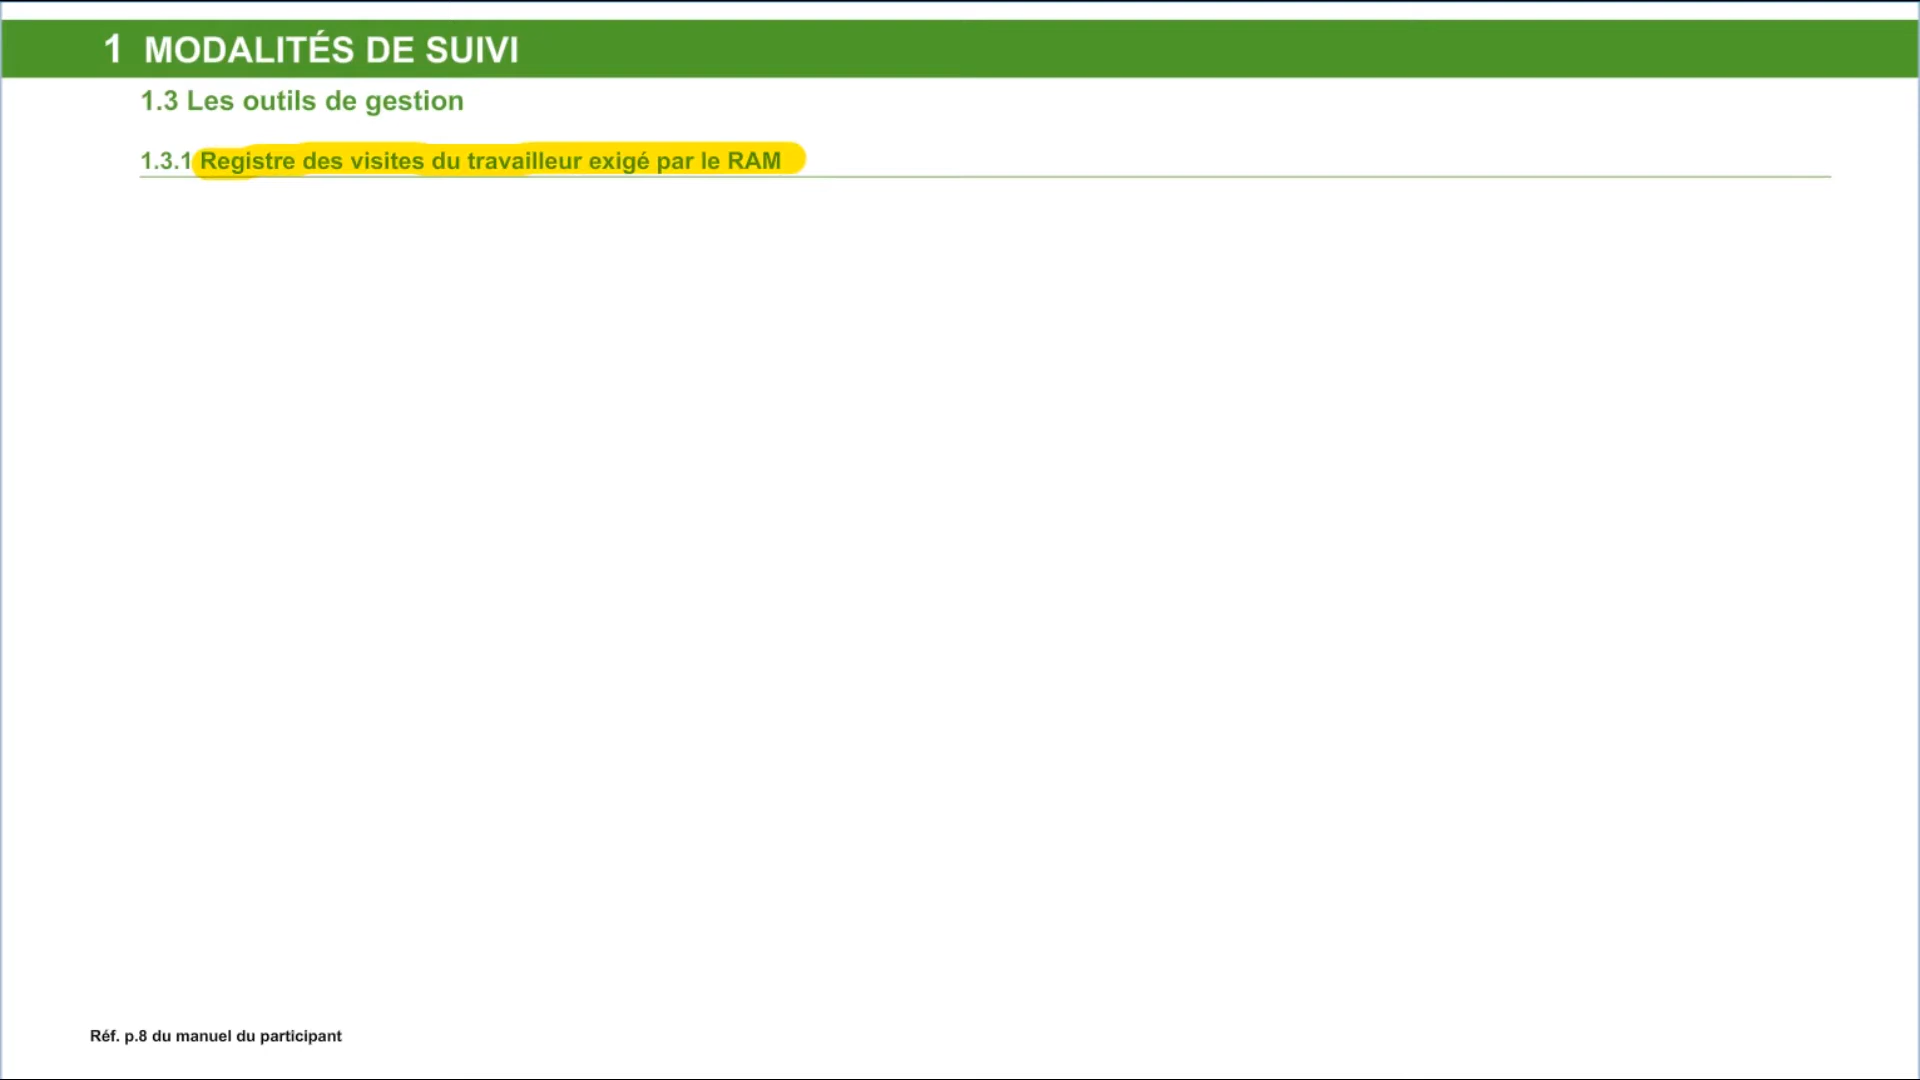 1 MODALITÉS DE SUIVI
1.3 Les outils de gestion
1.3.1 Registre des visites du travailleur exigé par le RAM
Réf. p.8 du manuel du participant